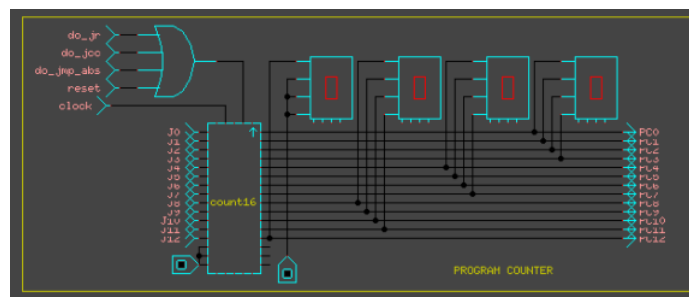 do_jr
do_jcc
do_jmp_abs
reset
clock
J0
J1
J2
J3
J4
J5
J6
J7
J8
J9
J10
J11
J12
count16
PC0
PC1
PC2
PC3
PC4
PC5
PC6
PC7
PC8
PC9
PC10
PC11
PC12
PROGRAM COUNTER